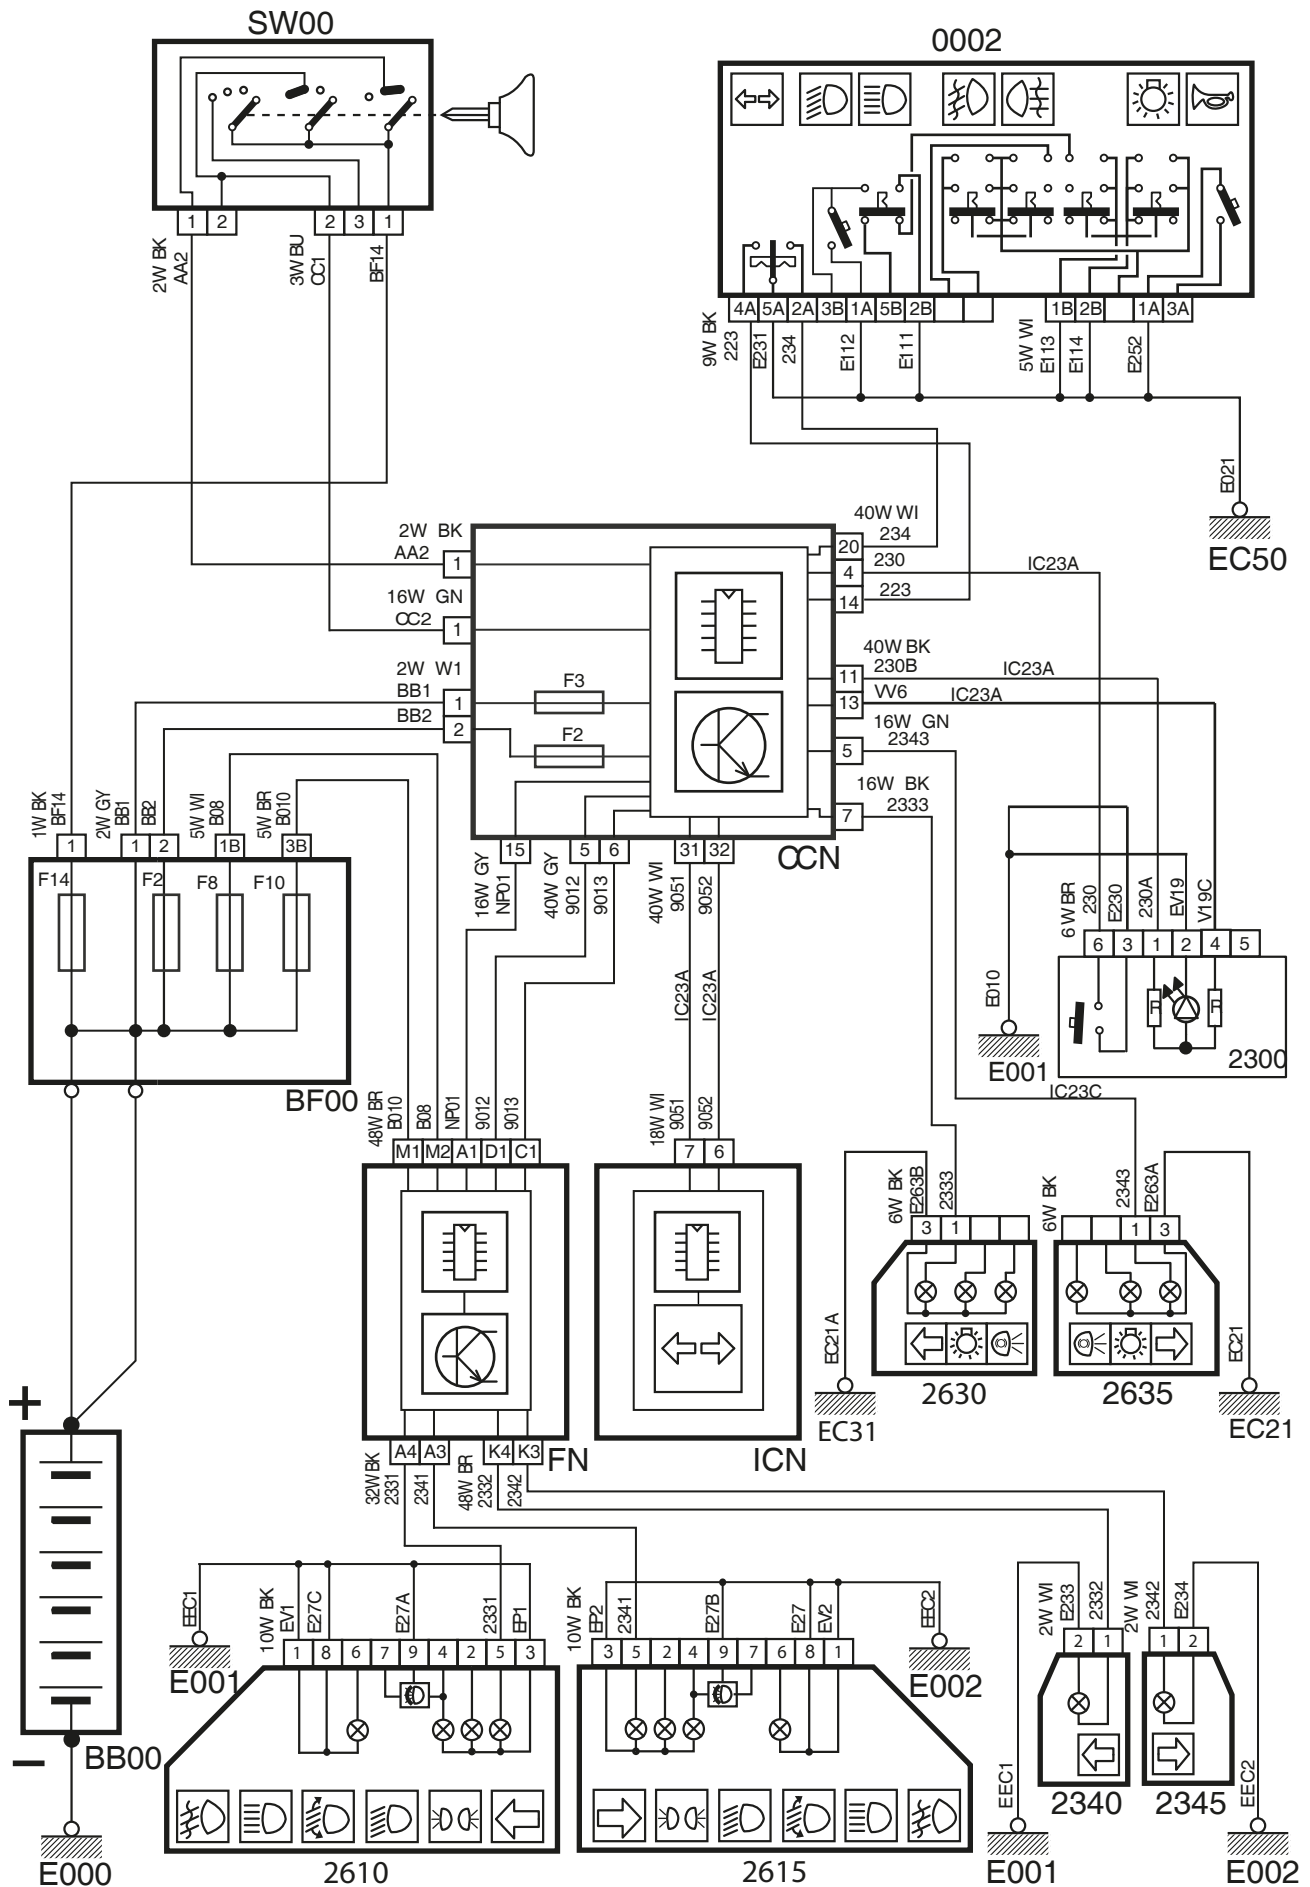 SW00
0002
1
2
2
3
1
2W BK
AA2
3W BU
CC1
BF14
4A
5A
2A
3B
1A
5B
2B
1B
2B
1A
3A
9W BK
223
E231
234
E112
E111
5W WI
E113
E114
E252
E021
EC50
2W BK
AA2
1
16W GN
CC2
1
2W W1
BB1
1
BB2
2
F3
F2
40W WI
234
20
230
4
IC23A
223
14
40W BK
230B
11
IC23A
VV6
13
IC23A
16W GN
2343
5
16W BK
2333
7
CCN
15
5
6
31
32
16W GY
NP01
40W GY
9012
9013
40W WI
9051
9052
IC23A
IC23A
1W BK
BF14
2W GY
BB1
BB2
5W WI
B08
5W BR
B010
1
1
2
1B
3B
F14
F2
F8
F10
BF00
6 W BR
230
E230
230A
EV19
V19C
6
3
1
2
4
5
R
R
2300
E010
E001
IC23C
48W BR
B010
B08
NP01
9012
9013
M1
M2
A1
D1
C1
18W WI
9051
9052
7
6
FN
ICN
A4
A3
K4
K3
32W BK
2331
2341
48W BR
2332
2342
6W BK
E263B
2333
3
1
6W BK
2343
E263A
1
3
EC21 A
EC31
2630
2635
EC21
EC21
+
−
BB00
E000
EEC1
E001
10W BK
EV1
E27C
E27A
2331
EP1
1
8
6
7
9
4
2
5
3
2610
10W BK
EP2
2341
E27B
E27
EV2
3
5
2
4
9
7
6
8
1
2615
EEC2
E002
2W WI
E233
2332
2
1
2W WI
2342
E234
1
2
2340
2345
EEC1
E001
EEC2
E002